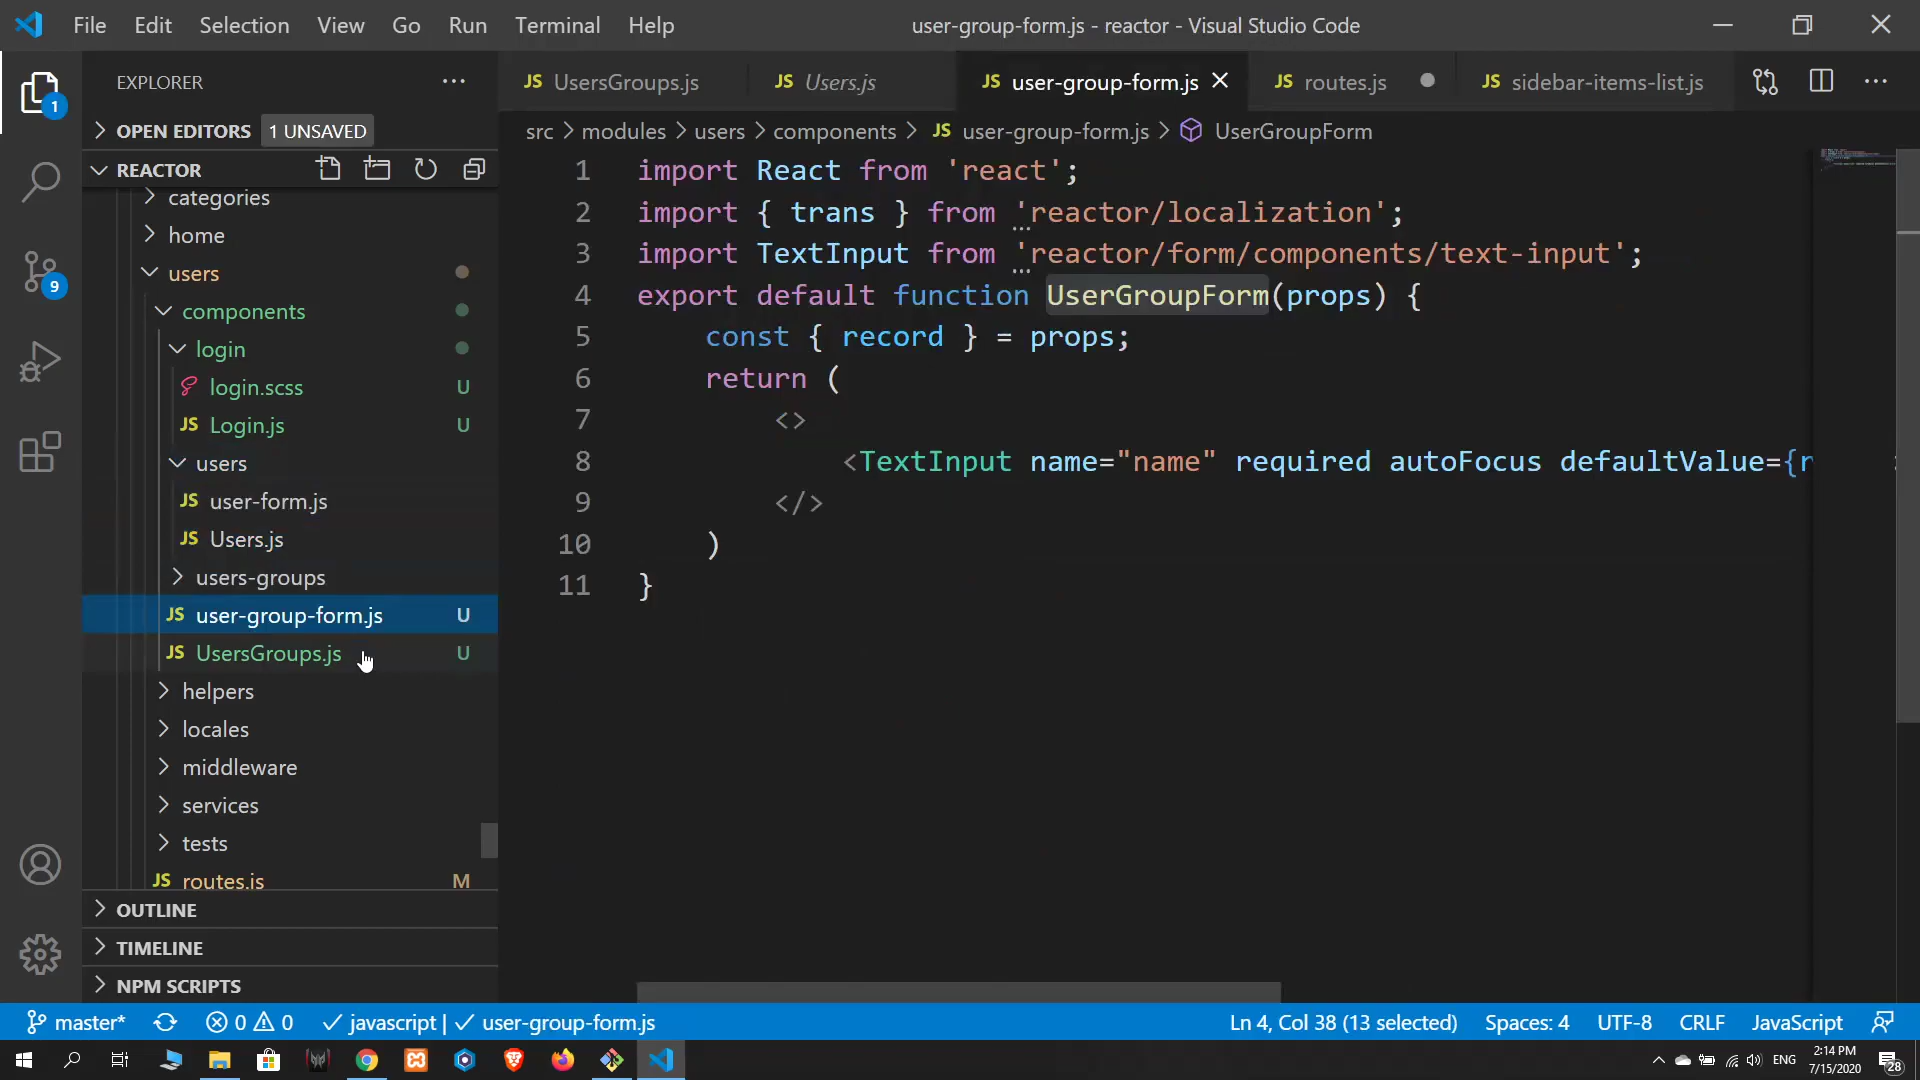 File Edit Selection View Go Run Terminal Help user-group-form.js - reactor - Visual Studio Code
EXPLORER
JS UsersGroups.js JS Users.js JS user-group-form.js JS routes.js JS sidebar-items-list.js
OPEN EDITORS 1 UNSAVED
src > modules > users > components > JS user-group-form.js > UserGroupForm
REACTOR
categories
home
users
components
login
login.scss U
JS Login.js U
users
JS user-form.js
JS Users.js
users-groups
JS user-group-form.js U
JS UsersGroups.js U
helpers
locales
middleware
services
tests
JS routes.js M
OUTLINE
TIMELINE
NPM SCRIPTS
1
9
1 import React from 'react';
2 import { trans } from 'reactor/localization';
3 import TextInput from 'reactor/form/components/text-input';
4 export default function UserGroupForm(props) {
5 const { record } = props;
6 return (
7 <>
8 <TextInput name="name" required autoFocus defaultValue={r
9 </>
10 )
11 }
master* 0 0 javascript | user-group-form.js Ln 4, Col 38 (13 selected) Spaces: 4 UTF-8 CRLF JavaScript
ENG 2:14 PM
7/15/2020
28